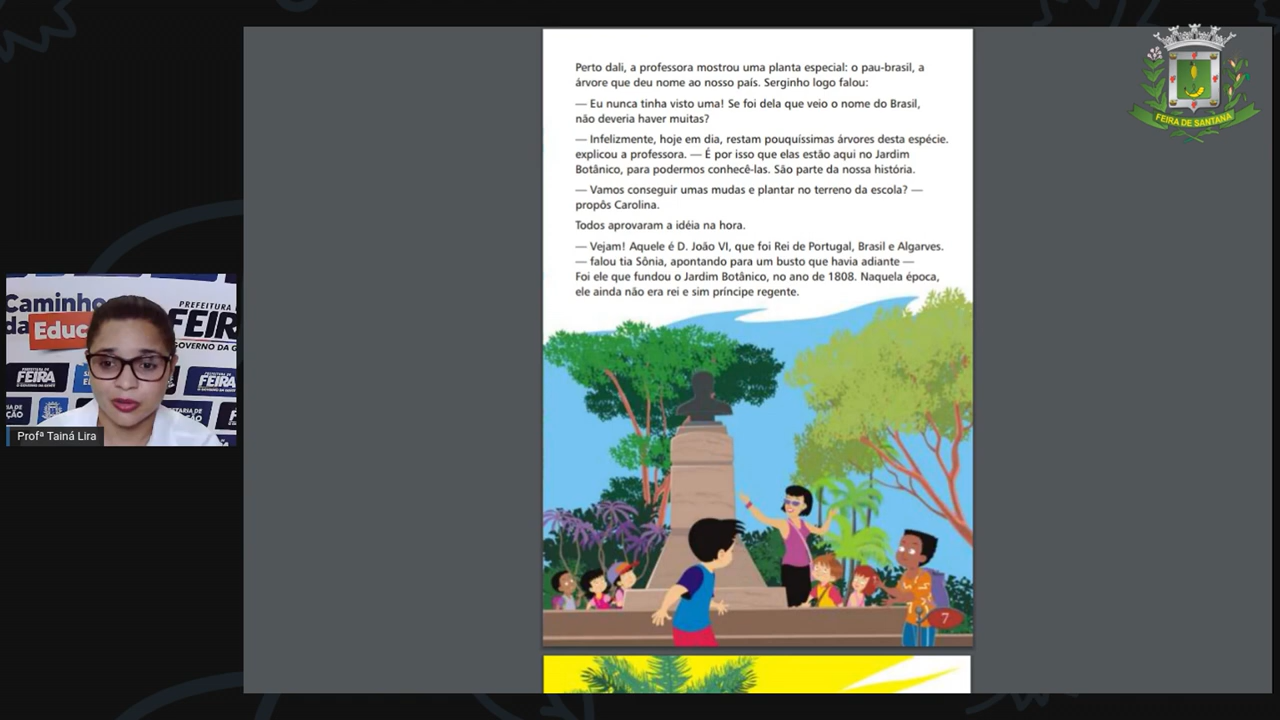 Perto dali, a professora mostrou uma planta especial: o pau-brasil, a
árvore que deu nome ao nosso país. Serginho logo falou:
— Eu nunca tinha visto uma! Se foi dela que veio o nome do Brasil,
não deveria haver muitas?
— Infelizmente, hoje em dia, restam pouquíssimas árvores desta espécie.
explicou a professora. — É por isso que elas estão aqui no Jardim
Botânico, para podermos conhecê-las. São parte da nossa história.
— Vamos conseguir umas mudas e plantar no terreno da escola? —
propôs Carolina.
Todos aprovaram a idéia na hora.
— Vejam! Aquele é D. João VI, que foi Rei de Portugal, Brasil e Algarves.
— falou tia Sônia, apontando para um busto que havia adiante —
Foi ele que fundou o Jardim Botânico, no ano de 1808. Naquela época,
ele ainda não era rei e sim príncipe regente.
7
FEIRA DE SANTANA
Caminho
da Educ
PREFEITURA
FEIR
GOVERNO DA
FEIRA
FEIRA
Profª Tainá Lira